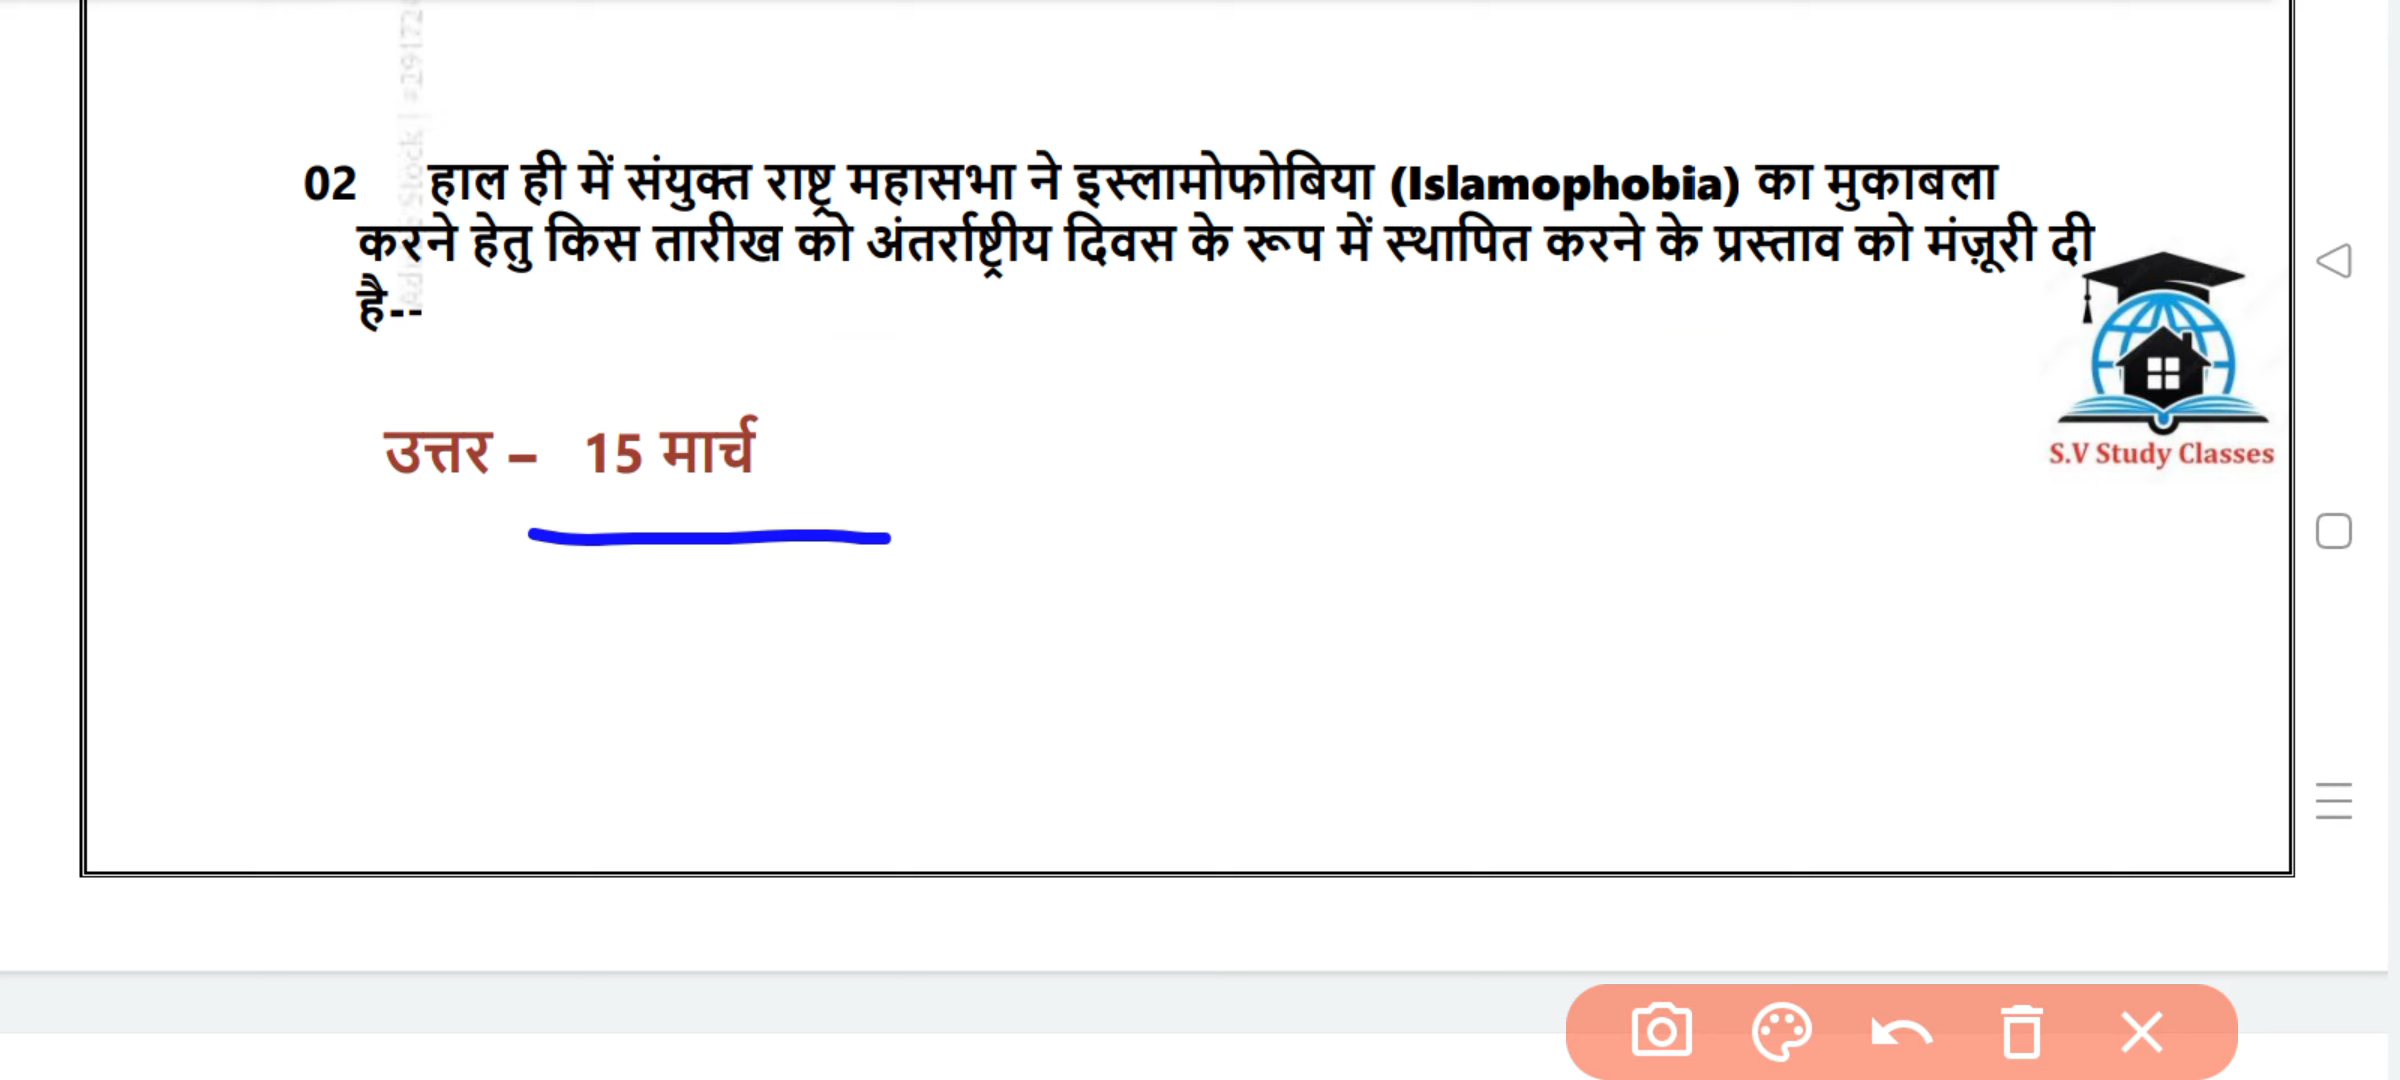 02 हाल ही में संयुक्त राष्ट्र महासभा ने इस्लामोफोबिया (Islamophobia) का मुकाबला
करने हेतु किस तारीख को अंतर्राष्ट्रीय दिवस के रूप में स्थापित करने के प्रस्ताव को मंज़ूरी दी
है--
उत्तर – 15 मार्च
S.V Study Classes